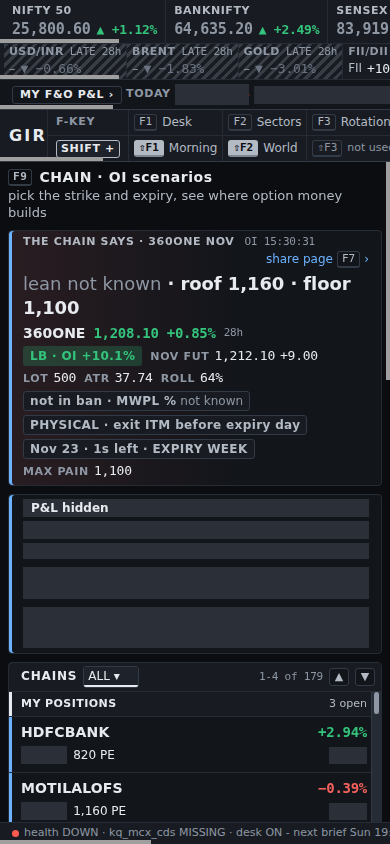 NIFTY 50 BANKNIFTY SENSEX
25,800.60 ▲ +1.12% 64,635.20 ▲ +2.49% 83,919
USD/INR LATE 28h BRENT LATE 28h GOLD LATE 28h FII/DII
– ▼ −0.66% – ▼ −1.83% – ▼ −3.01% FII +10
MY F&O P&L › TODAY
GIR F-KEY F1 Desk F2 Sectors F3 Rotation
SHIFT + ⇧F1 Morning ⇧F2 World ⇧F3 not used
F9 CHAIN · OI scenarios
pick the strike and expiry, see where option money
builds
THE CHAIN SAYS · 360ONE NOV OI 15:30:31
share page F7 ›
lean not known · roof 1,160 · floor
1,100
360ONE 1,208.10 +0.85% 28h
LB · OI +10.1% NOV FUT 1,212.10 +9.00
LOT 500 ATR 37.74 ROLL 64%
not in ban · MWPL % not known
PHYSICAL · exit ITM before expiry day
Nov 23 · 1s left · EXPIRY WEEK
MAX PAIN 1,100
P&L hidden
CHAINS ALL ▾ 1-4 of 179 ▲ ▼
MY POSITIONS 3 open
HDFCBANK +2.94%
820 PE
MOTILALOFS −0.39%
1,160 PE
health DOWN · kq_mcx_cds MISSING · desk ON - next brief Sun 19: